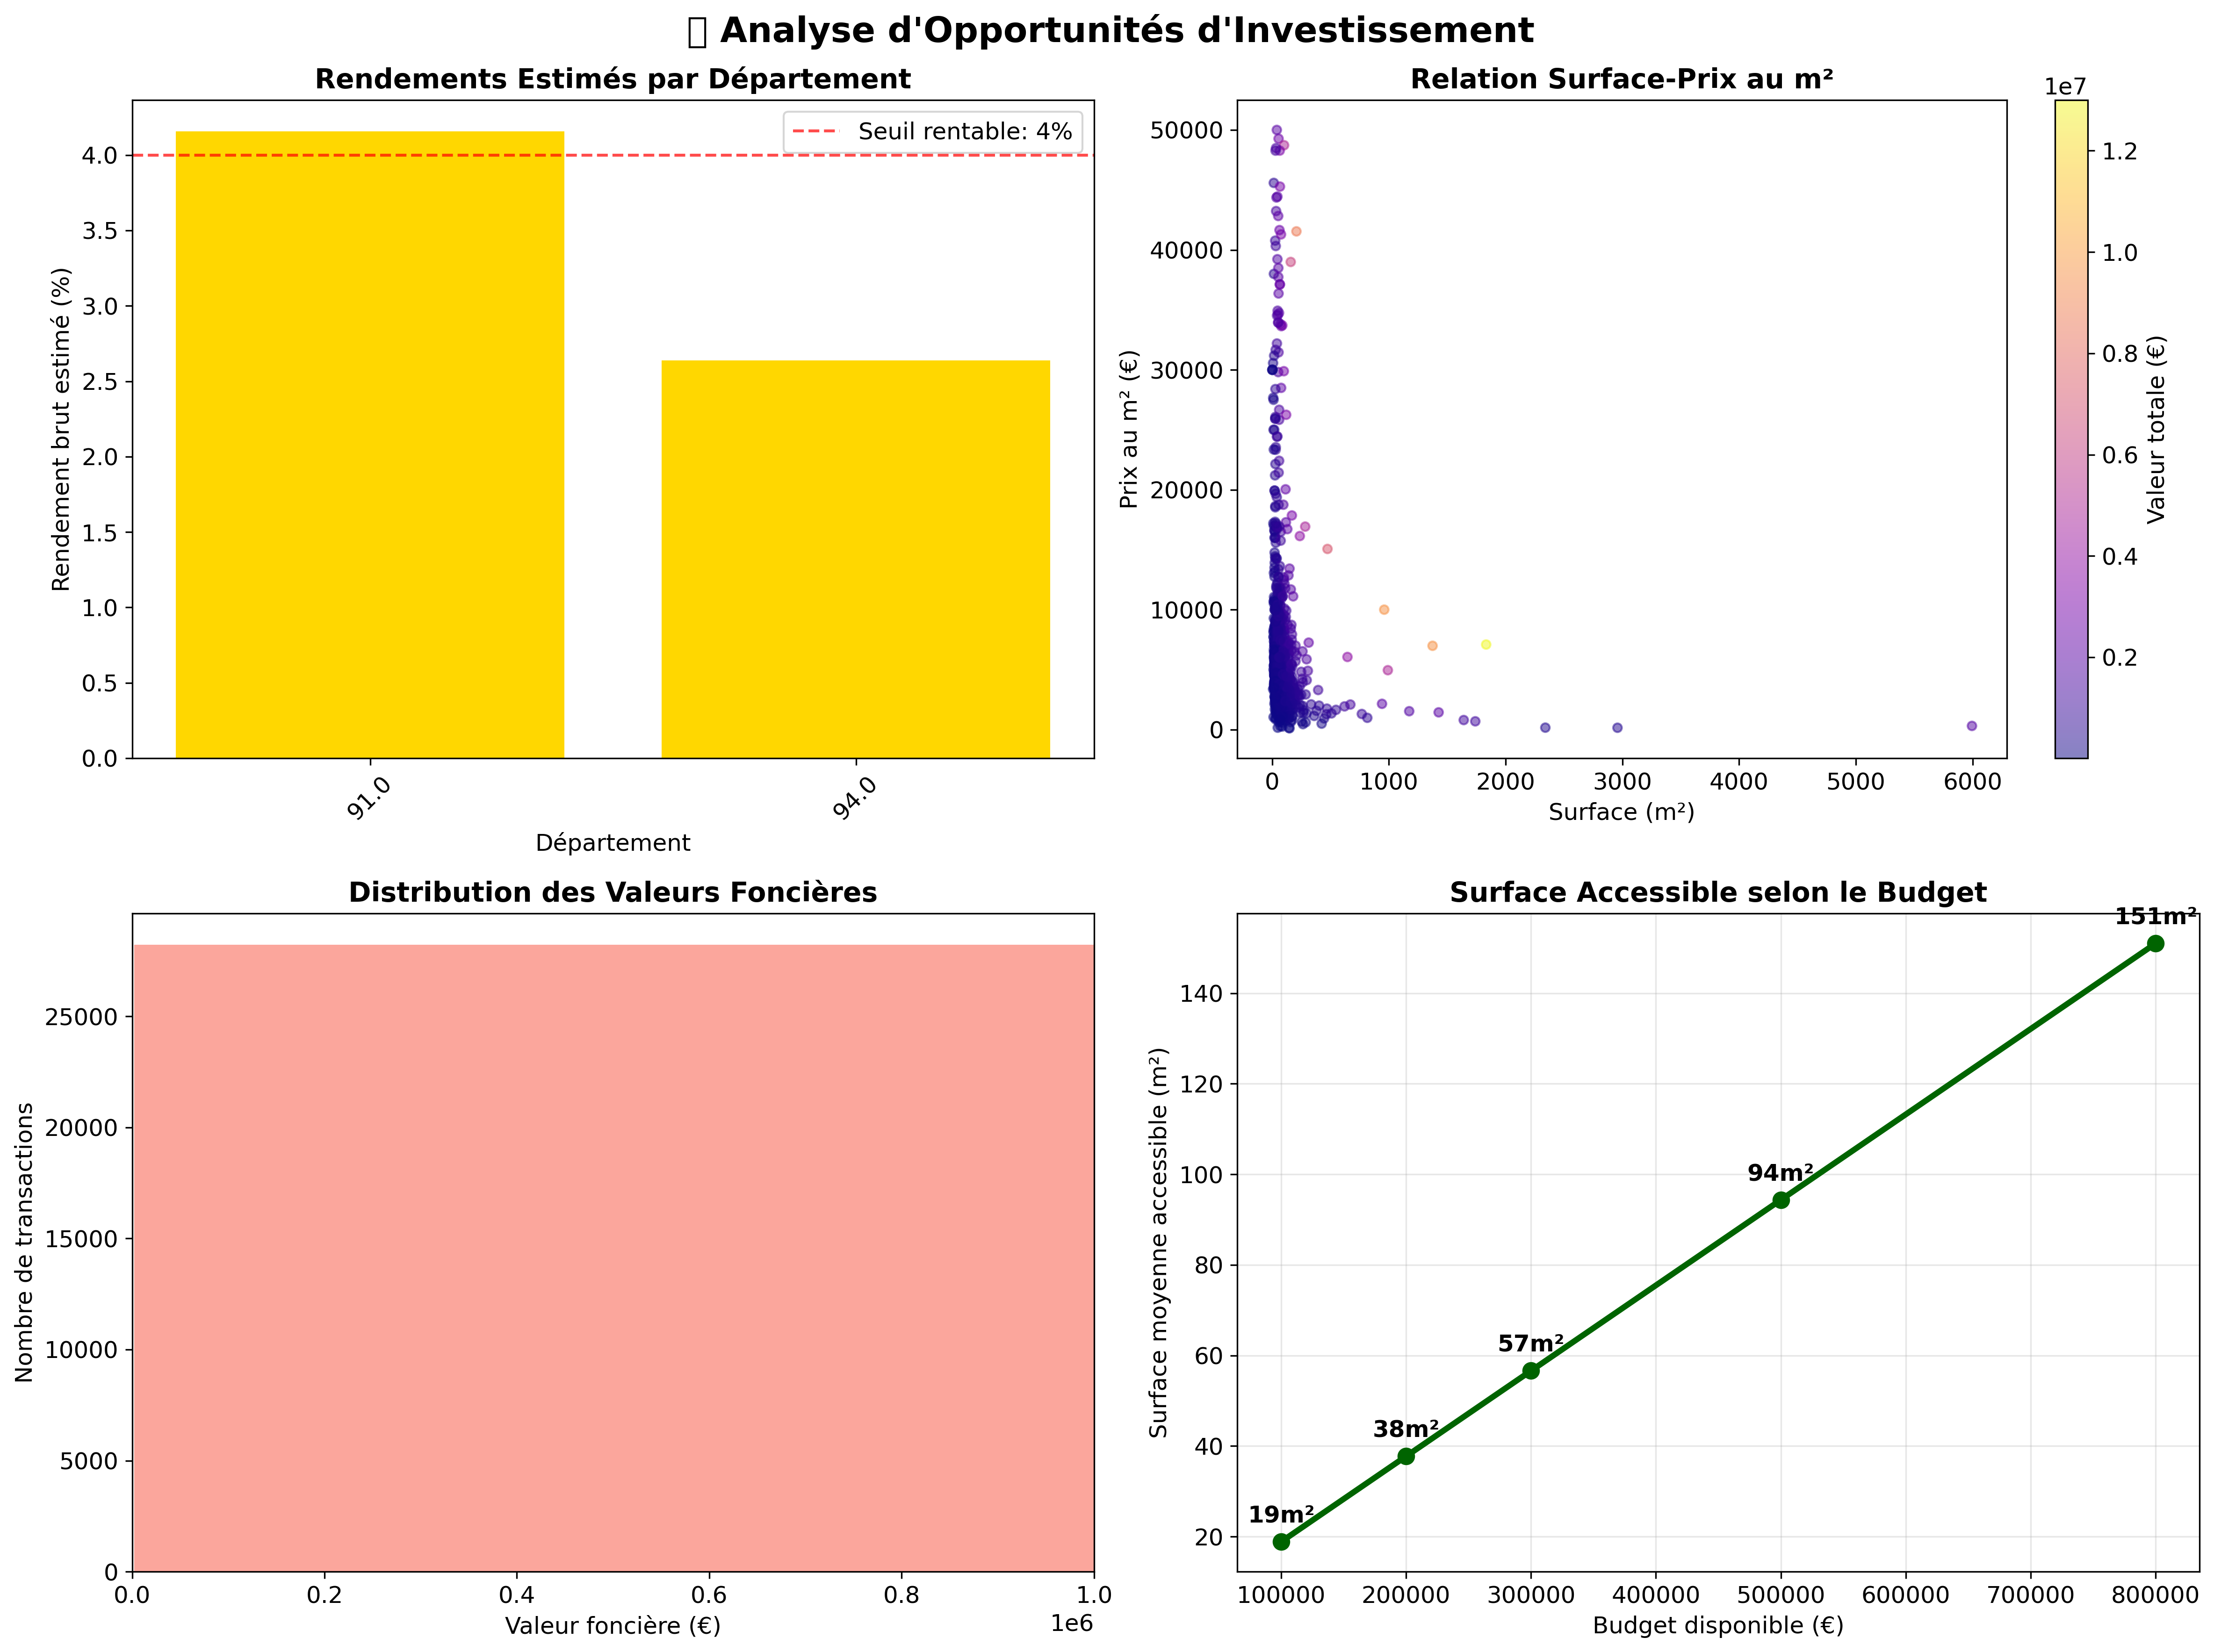 ▯ Analyse d'Opportunités d'Investissement
Rendements Estimés par Département
Seuil rentable: 4%
Rendement brut estimé (%)
4.0
3.5
3.0
2.5
2.0
1.5
1.0
0.5
0.0
91.0
94.0
Département
Relation Surface-Prix au m²
Prix au m² (€)
50000
40000
30000
20000
10000
0
0
1000
2000
3000
4000
5000
6000
Surface (m²)
1e7
1.2
1.0
0.8
0.6
0.4
0.2
Valeur totale (€)
Distribution des Valeurs Foncières
Nombre de transactions
25000
20000
15000
10000
5000
0
0.0
0.2
0.4
0.6
0.8
1.0
1e6
Valeur foncière (€)
Surface Accessible selon le Budget
Surface moyenne accessible (m²)
140
120
100
80
60
40
20
151m²
94m²
57m²
38m²
19m²
100000
200000
300000
400000
500000
600000
700000
800000
Budget disponible (€)